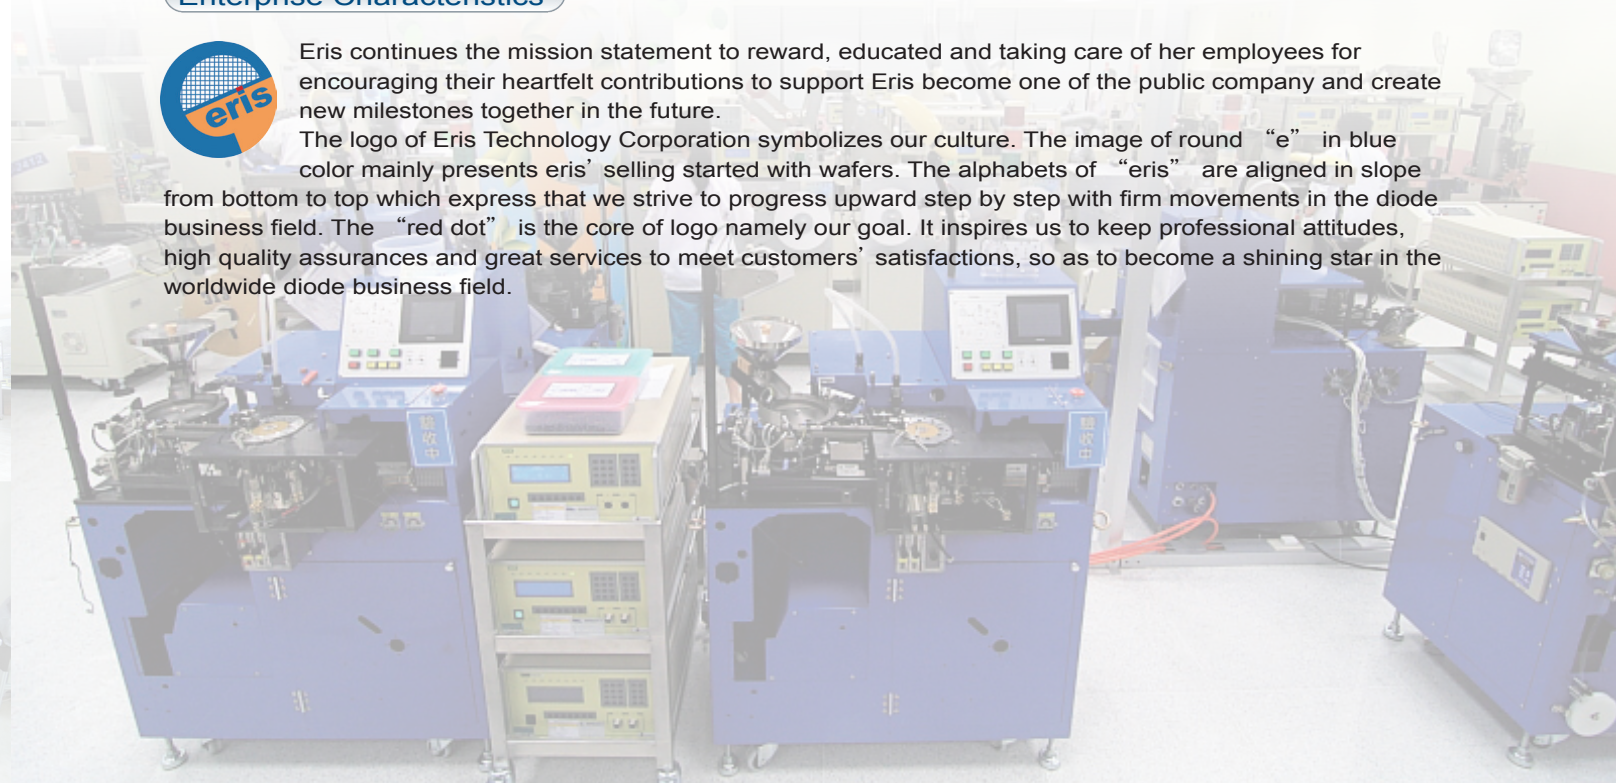 Enterprise Characteristics
eris
Eris continues the mission statement to reward, educated and taking care of her employees for
encouraging their heartfelt contributions to support Eris become one of the public company and create
new milestones together in the future.
The logo of Eris Technology Corporation symbolizes our culture. The image of round “e” in blue
color mainly presents eris’ selling started with wafers. The alphabets of “eris” are aligned in slope
from bottom to top which express that we strive to progress upward step by step with firm movements in the diode
business field. The “red dot” is the core of logo namely our goal. It inspires us to keep professional attitudes,
high quality assurances and great services to meet customers’ satisfactions, so as to become a shining star in the
worldwide diode business field.
驗收中
驗收中